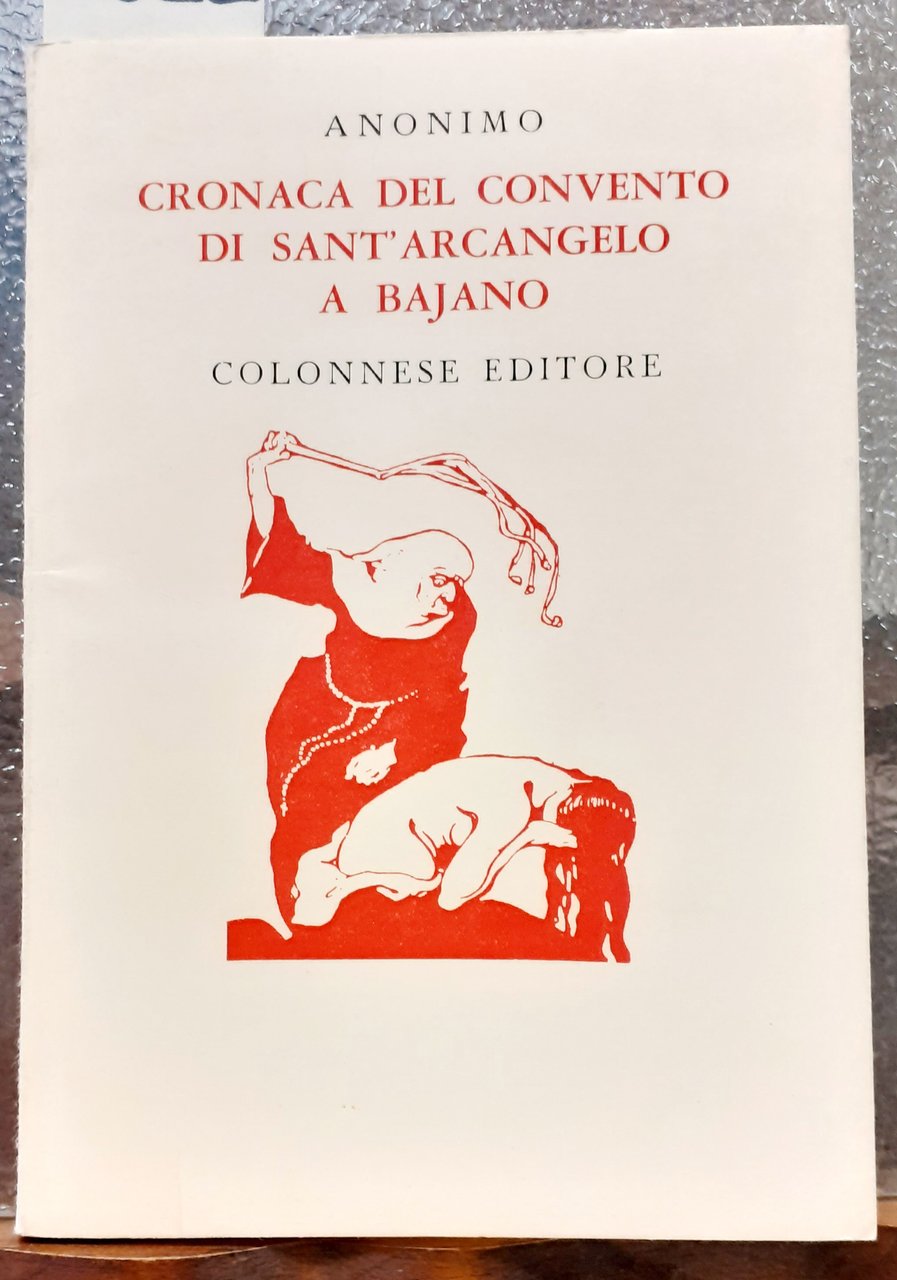 ANONIMO
CRONACA DEL CONVENTO
DI SANT'ARCANGELO
A BAJANO
COLONNESE EDITORE